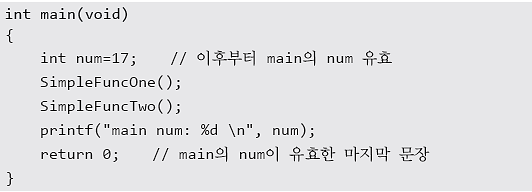 int main(void)
{
    int num=17;    // 이후부터 main의 num 유효
    SimpleFuncOne();
    SimpleFuncTwo();
    printf("main num: %d \n", num);
    return 0;    // main의 num이 유효한 마지막 문장
}